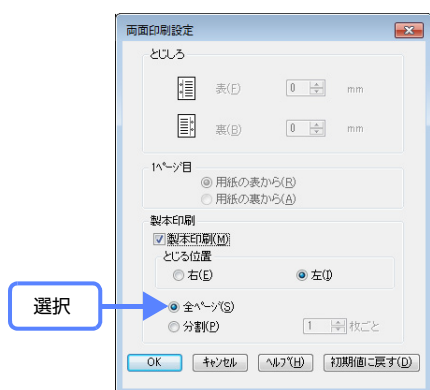 両面印刷設定
とじしろ
表(F) 0 mm
裏(B) 0 mm
1ページ目
用紙の表から(R)
用紙の裏から(A)
製本印刷
製本印刷(M)
とじる位置
右(E) 左(I)
選択
全ページ(S)
分割(P) 1 枚ごと
OK キャンセル ヘルプ(H) 初期値に戻す(D)